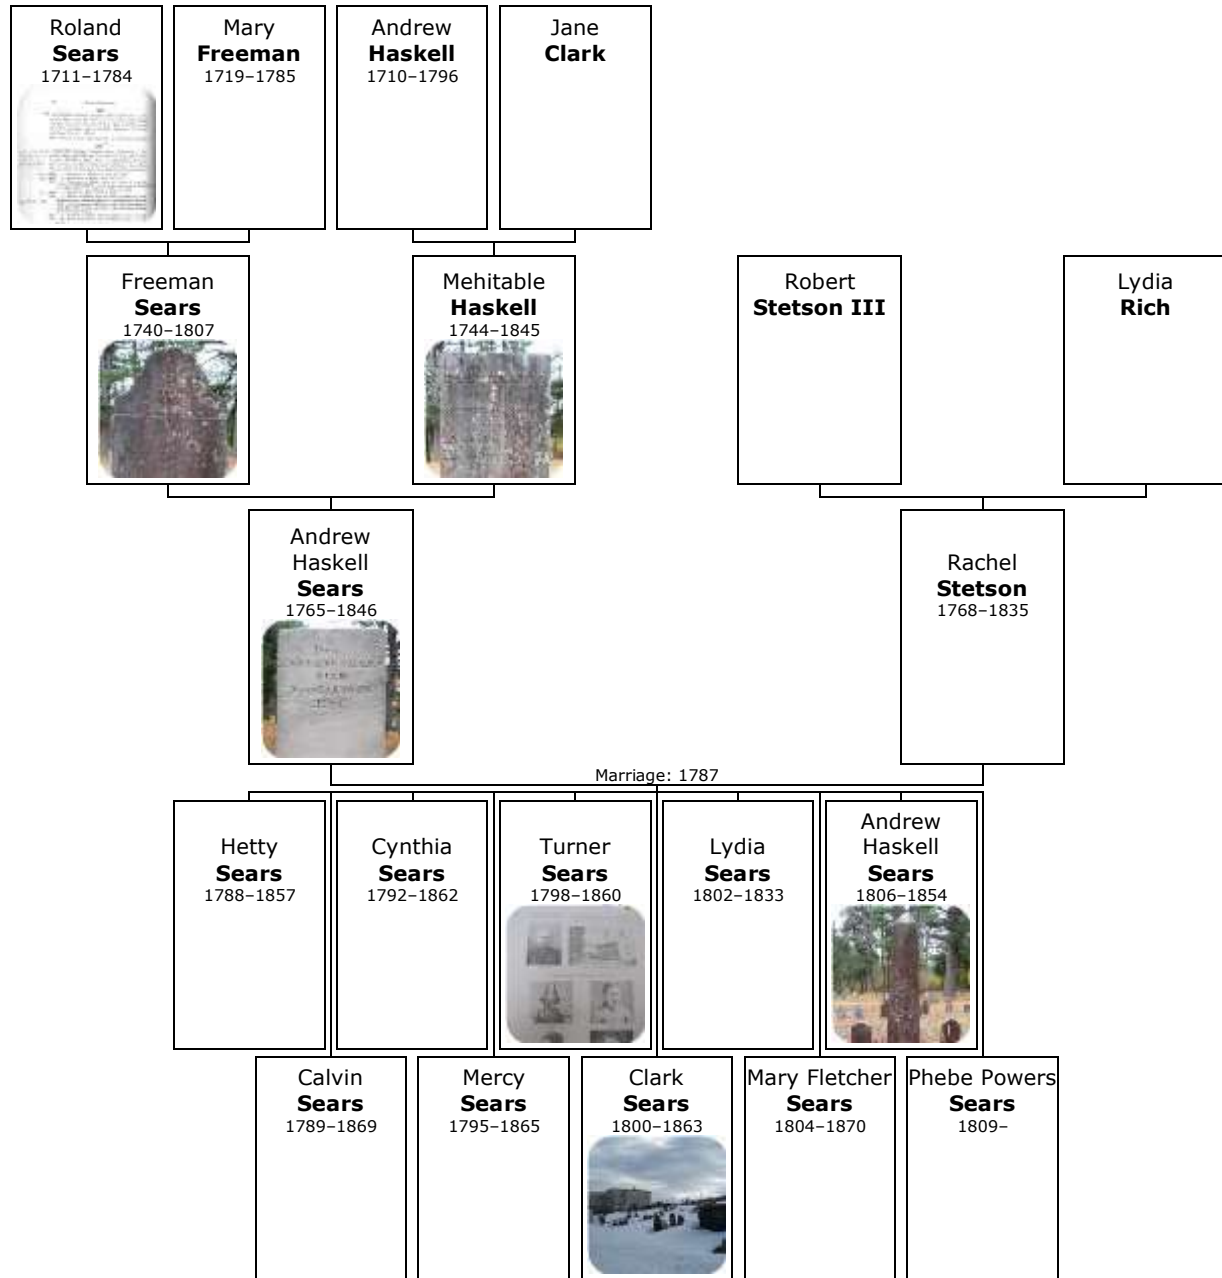 Roland
Sears
1711–1784
Mary
Freeman
1719–1785
Andrew
Haskell
1710–1796
Jane
Clark
Freeman
Sears
1740–1807
Mehitable
Haskell
1744–1845
Robert
Stetson III
Lydia
Rich
Andrew
Haskell
Sears
1765–1846
Rachel
Stetson
1768–1835
Marriage: 1787
Hetty
Sears
1788–1857
Cynthia
Sears
1792–1862
Turner
Sears
1798–1860
Lydia
Sears
1802–1833
Andrew
Haskell
Sears
1806–1854
Calvin
Sears
1789–1869
Mercy
Sears
1795–1865
Clark
Sears
1800–1863
Mary Fletcher
Sears
1804–1870
Phebe Powers
Sears
1809–